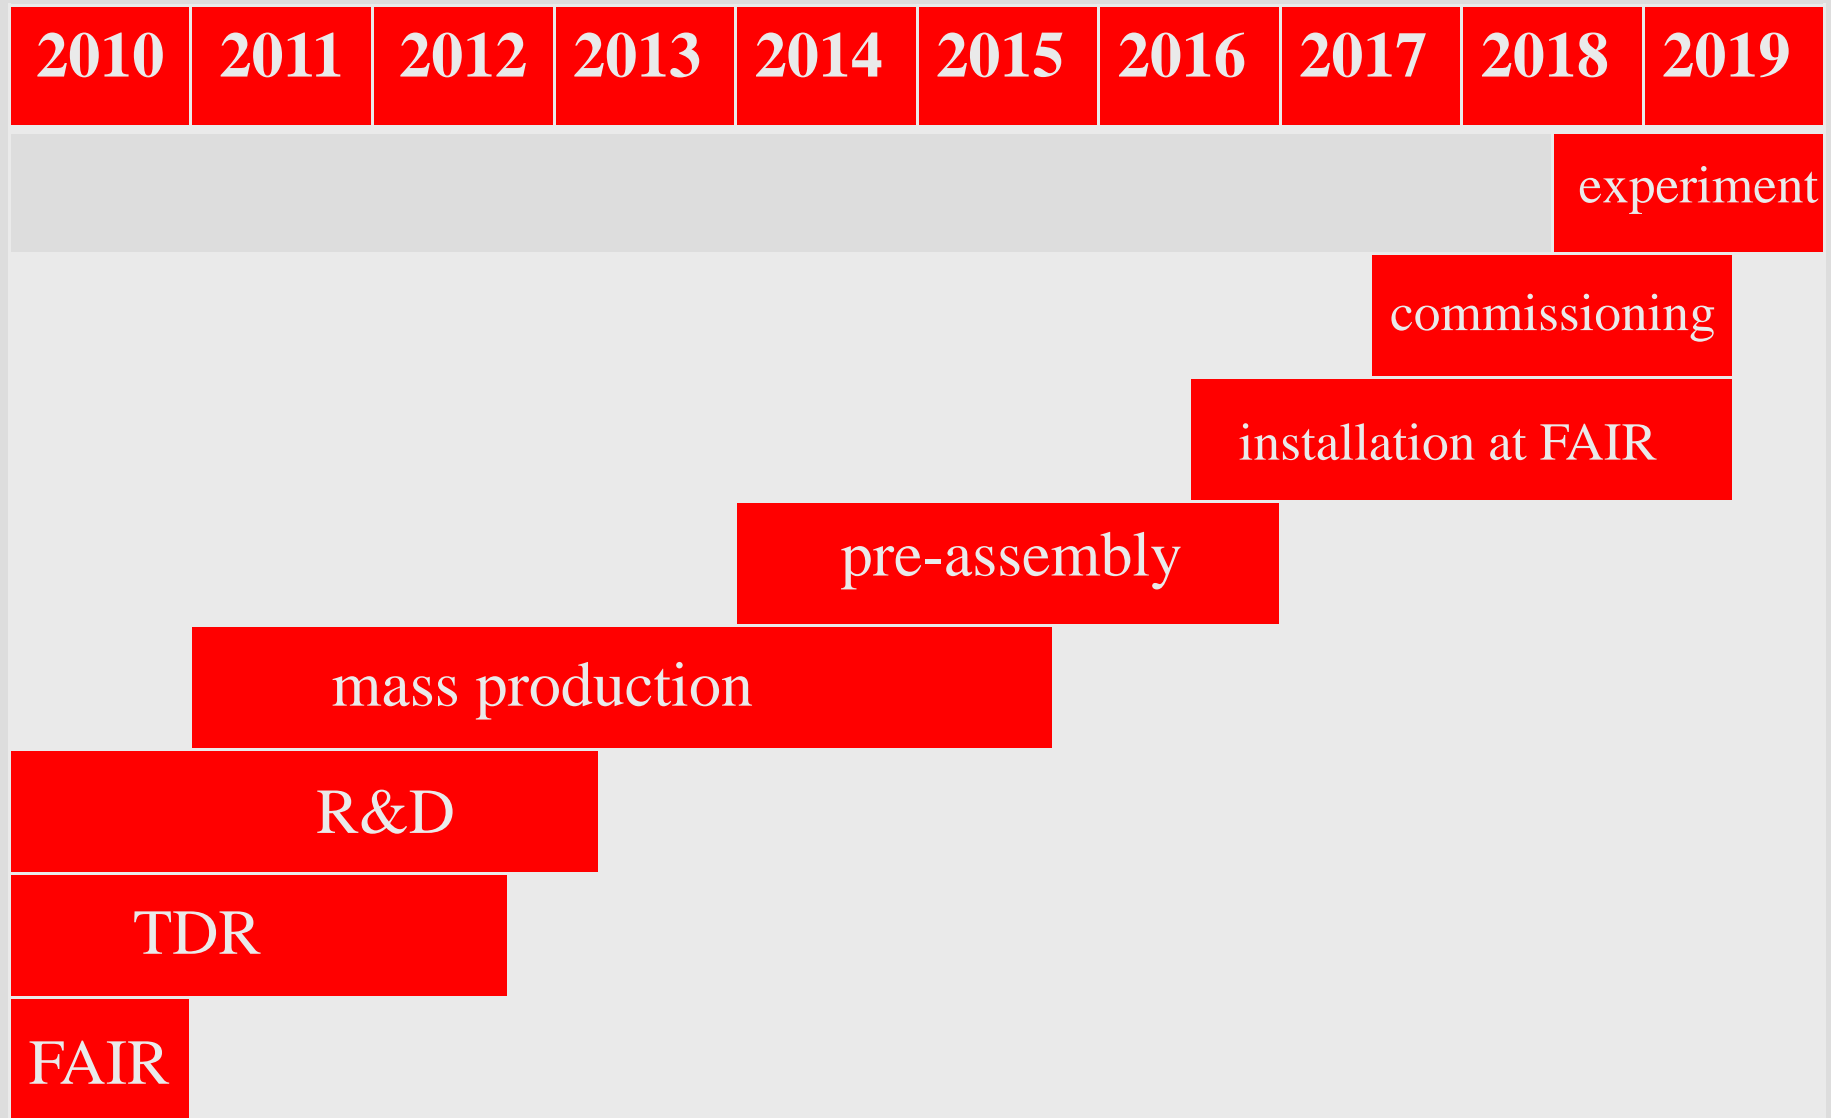 2010 2011 2012 2013 2014 2015 2016 2017 2018 2019
experiment
commissioning
installation at FAIR
pre-assembly
mass production
R&D
TDR
FAIR